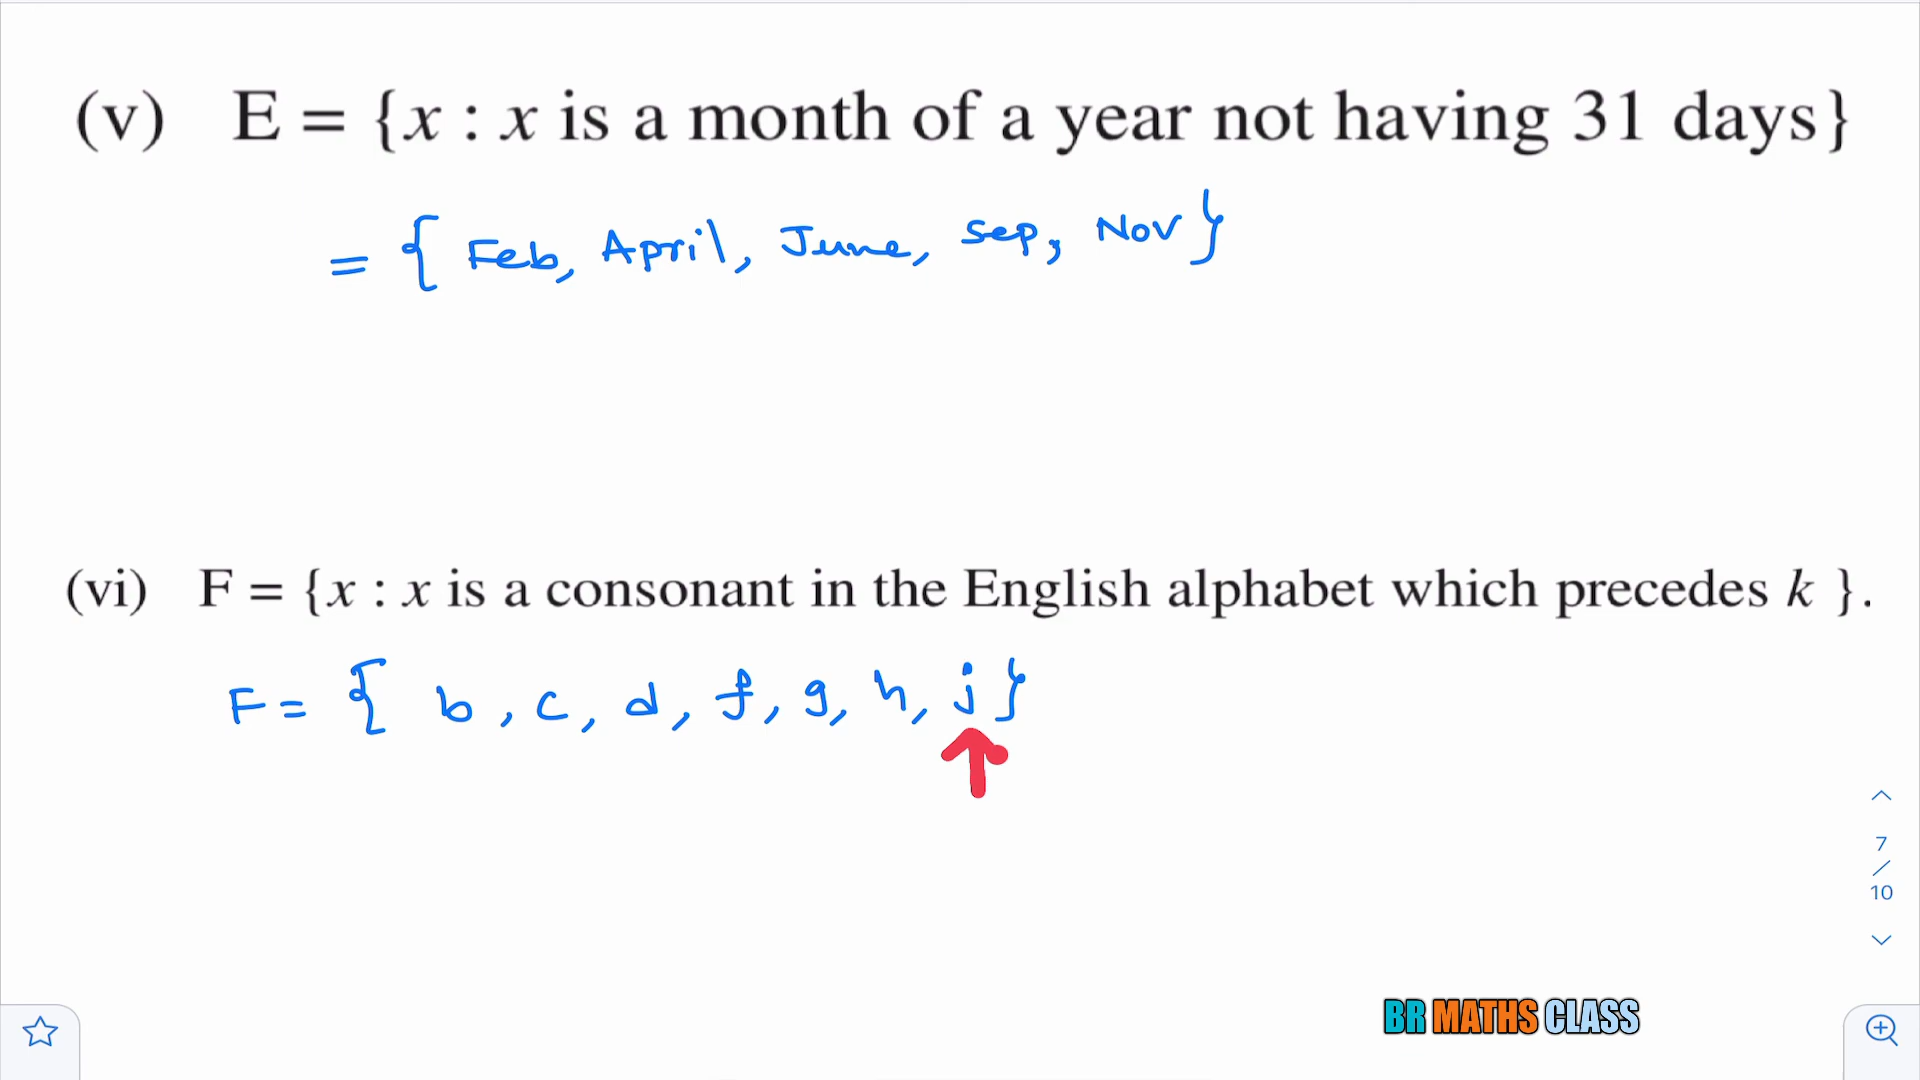 (v) E = {x : x is a month of a year not having 31 days}
= { Feb, April, June, Sep, Nov }
(vi) F = {x : x is a consonant in the English alphabet which precedes k }.
F = { b, c, d, f, g, h, j }
7
/
10
BR MATHS CLASS